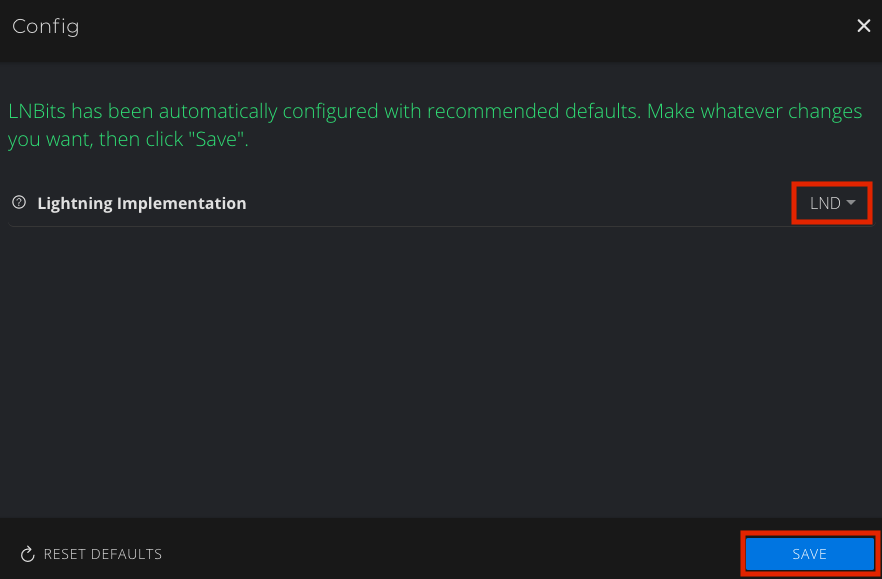 Config
LNBits has been automatically configured with recommended defaults. Make whatever changes
you want, then click "Save".
Lightning Implementation
LND
RESET DEFAULTS
SAVE